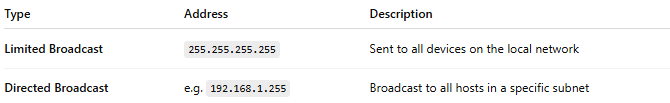 Type Address Description
Limited Broadcast 255.255.255.255 Sent to all devices on the local network
Directed Broadcast e.g. 192.168.1.255 Broadcast to all hosts in a specific subnet